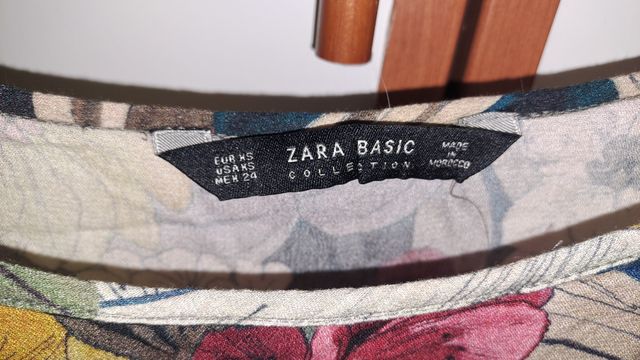 EUR XS
USA XS
MEX 24
ZARA BASIC
COLLECTION
MADE
IN
MOROCCO